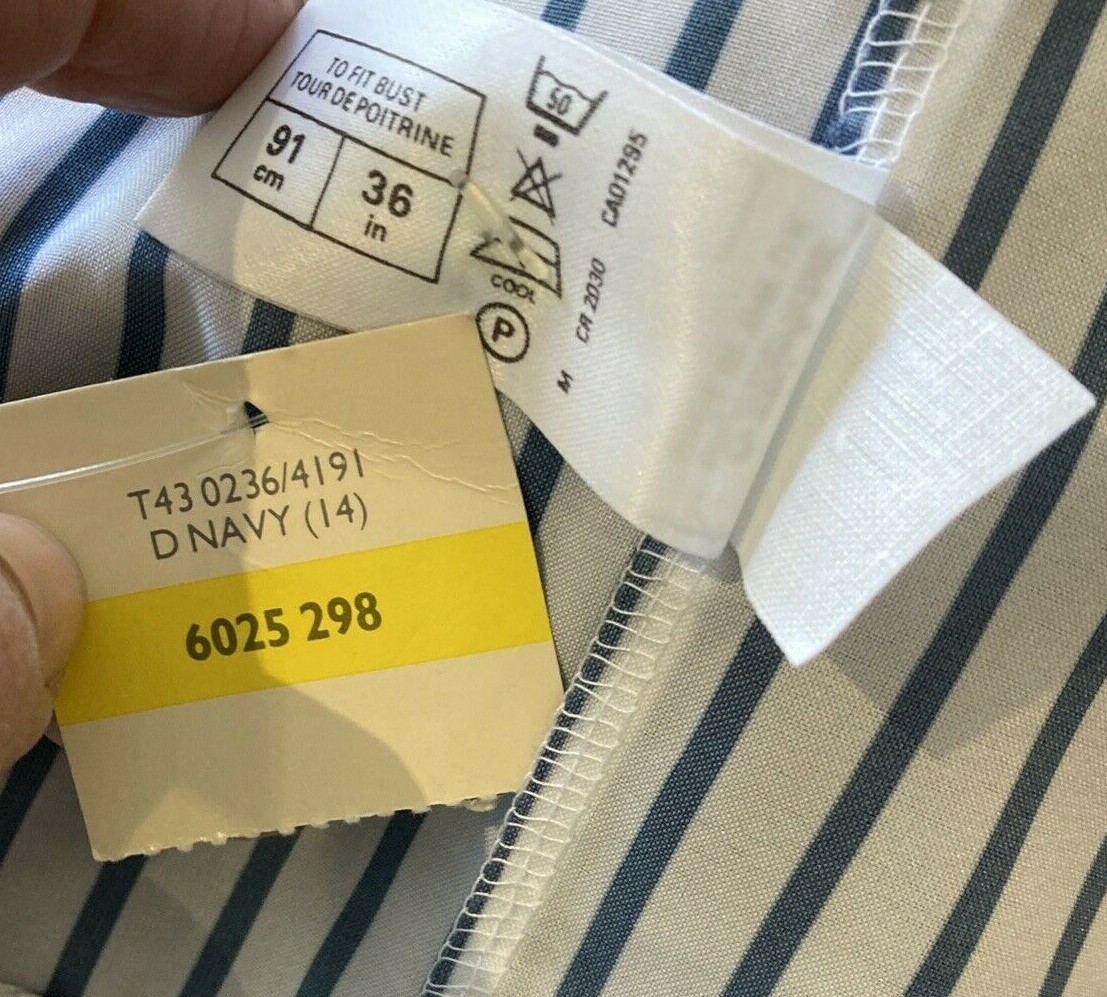 TO FIT BUST
TOUR DE POITRINE
91
cm
36
in
50
COOL
P
M CR 2030 CA01295
T43 0236/4191
D NAVY (14)
6025 298